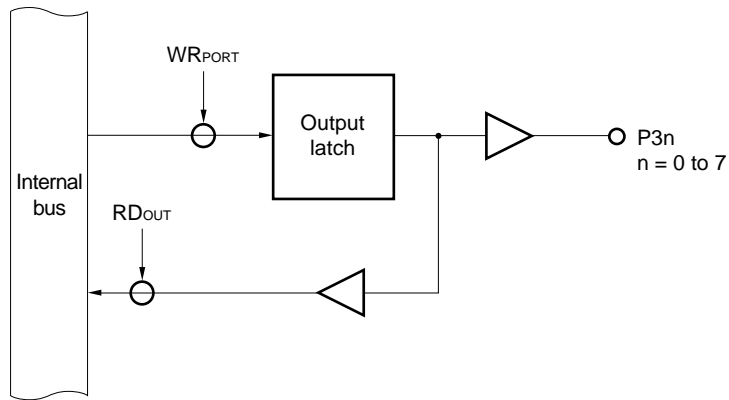 WRPORT
Output
latch
P3n
n = 0 to 7
Internal
bus
RDOUT